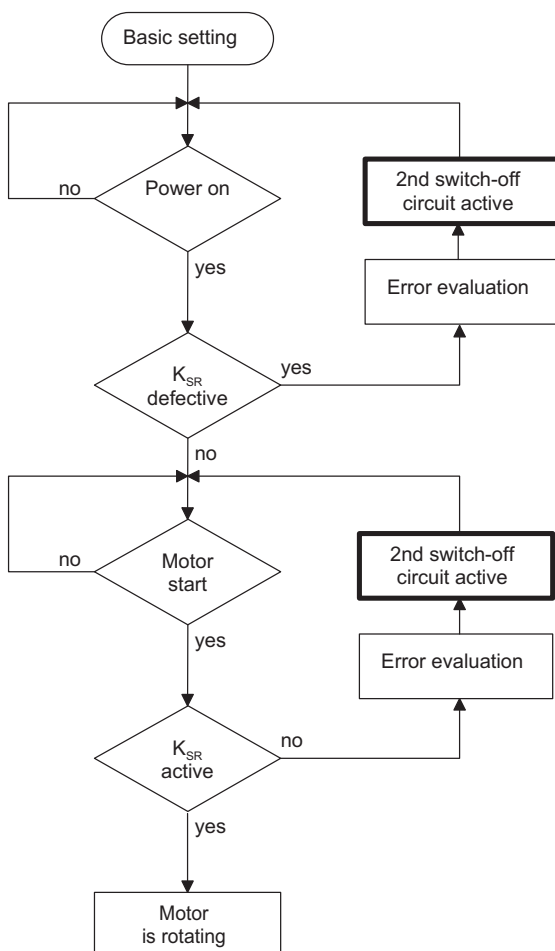 Basic setting
no
Power on
2nd switch-off
circuit active
yes
Error evaluation
K_SR
defective
yes
no
no
Motor
start
2nd switch-off
circuit active
yes
Error evaluation
K_SR
active
no
yes
Motor
is rotating